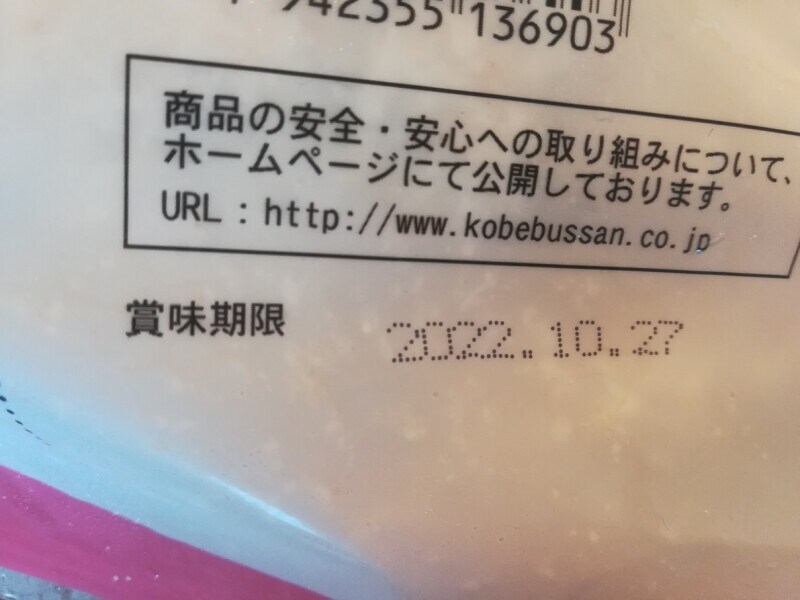 942355 136903
商品の安全・安心への取り組みについて、
ホームページにて公開しております。
URL：http://www.kobebussan.co.jp
賞味期限 2022.10.27